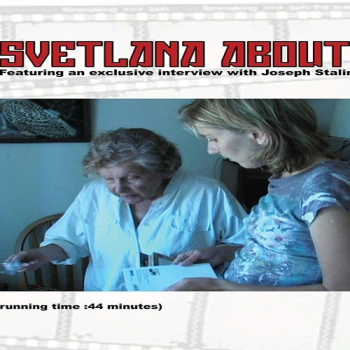 SVETLANA ABOUT
Featuring an exclusive interview with Joseph Stalin
running time :44 minutes)